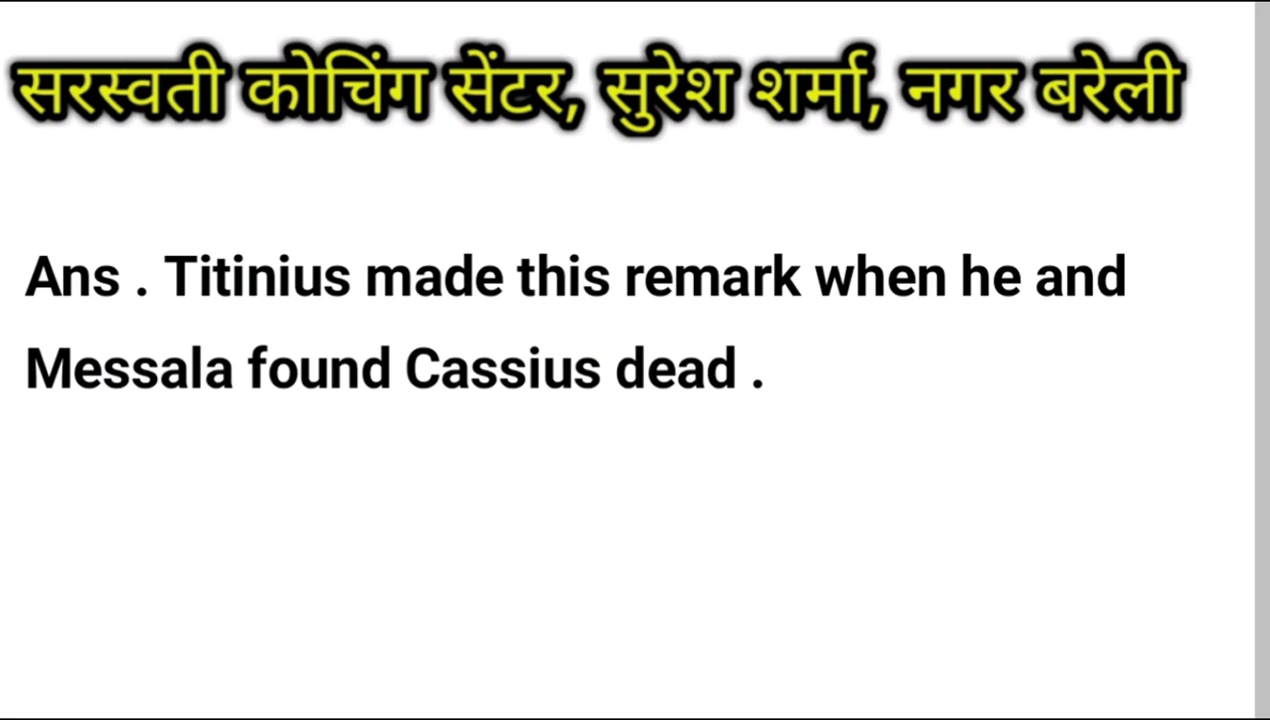 सरस्वती कोचिंग सेंटर, सुरेश शर्मा, नगर बरेली
Ans . Titinius made this remark when he and
Messala found Cassius dead .